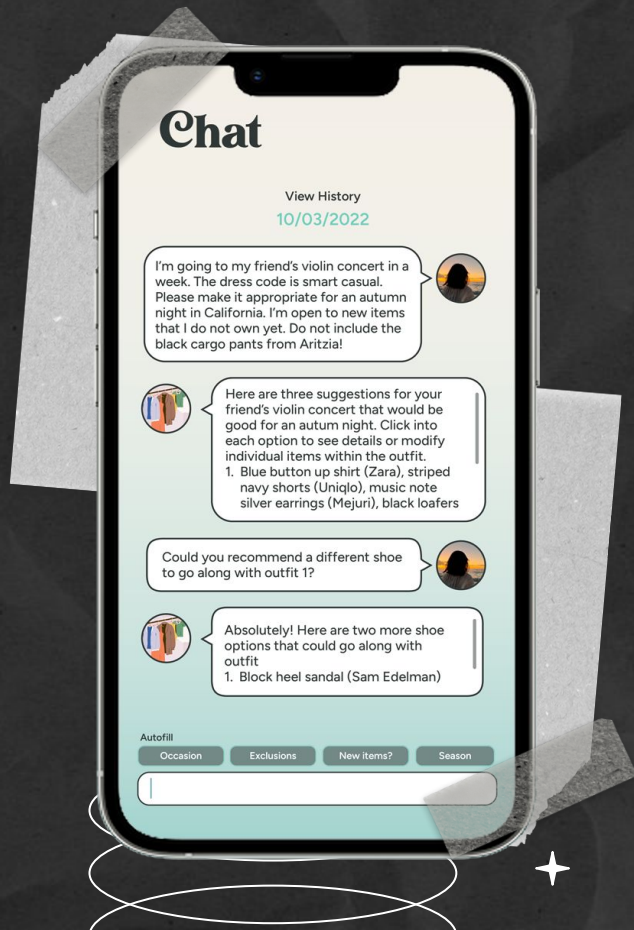 Chat
View History
10/03/2022
I'm going to my friend's violin concert in a
week. The dress code is smart casual.
Please make it appropriate for an autumn
night in California. I'm open to new items
that I do not own yet. Do not include the
black cargo pants from Aritzia!
Here are three suggestions for your
friend's violin concert that would be
good for an autum night. Click into
each option to see details or modify
individual items within the outfit.
1. Blue button up shirt (Zara), striped
navy shorts (Uniqlo), music note
silver earrings (Mejuri), black loafers
Could you recommend a different shoe
to go along with outfit 1?
Absolutely! Here are two more shoe
options that could go along with
outfit
1. Block heel sandal (Sam Edelman)
Autofill
Occasion Exclusions New items? Season